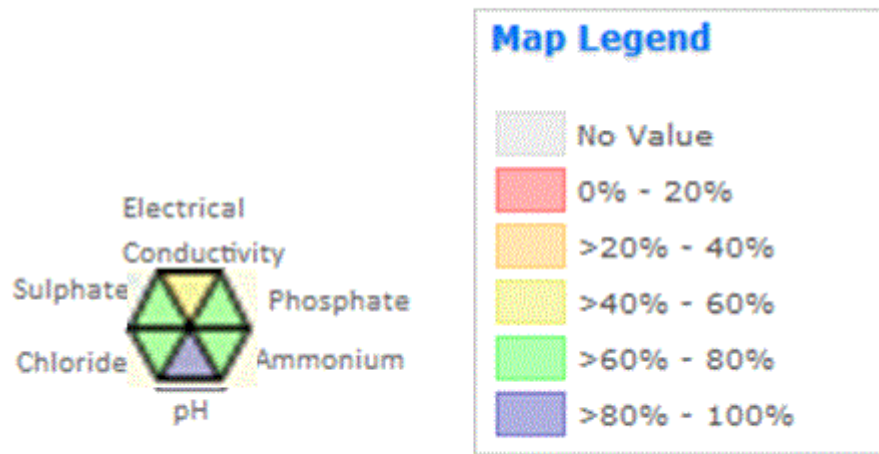 Electrical
Conductivity
Sulphate
Phosphate
Chloride
Ammonium
pH
Map Legend
No Value
0% - 20%
>20% - 40%
>40% - 60%
>60% - 80%
>80% - 100%